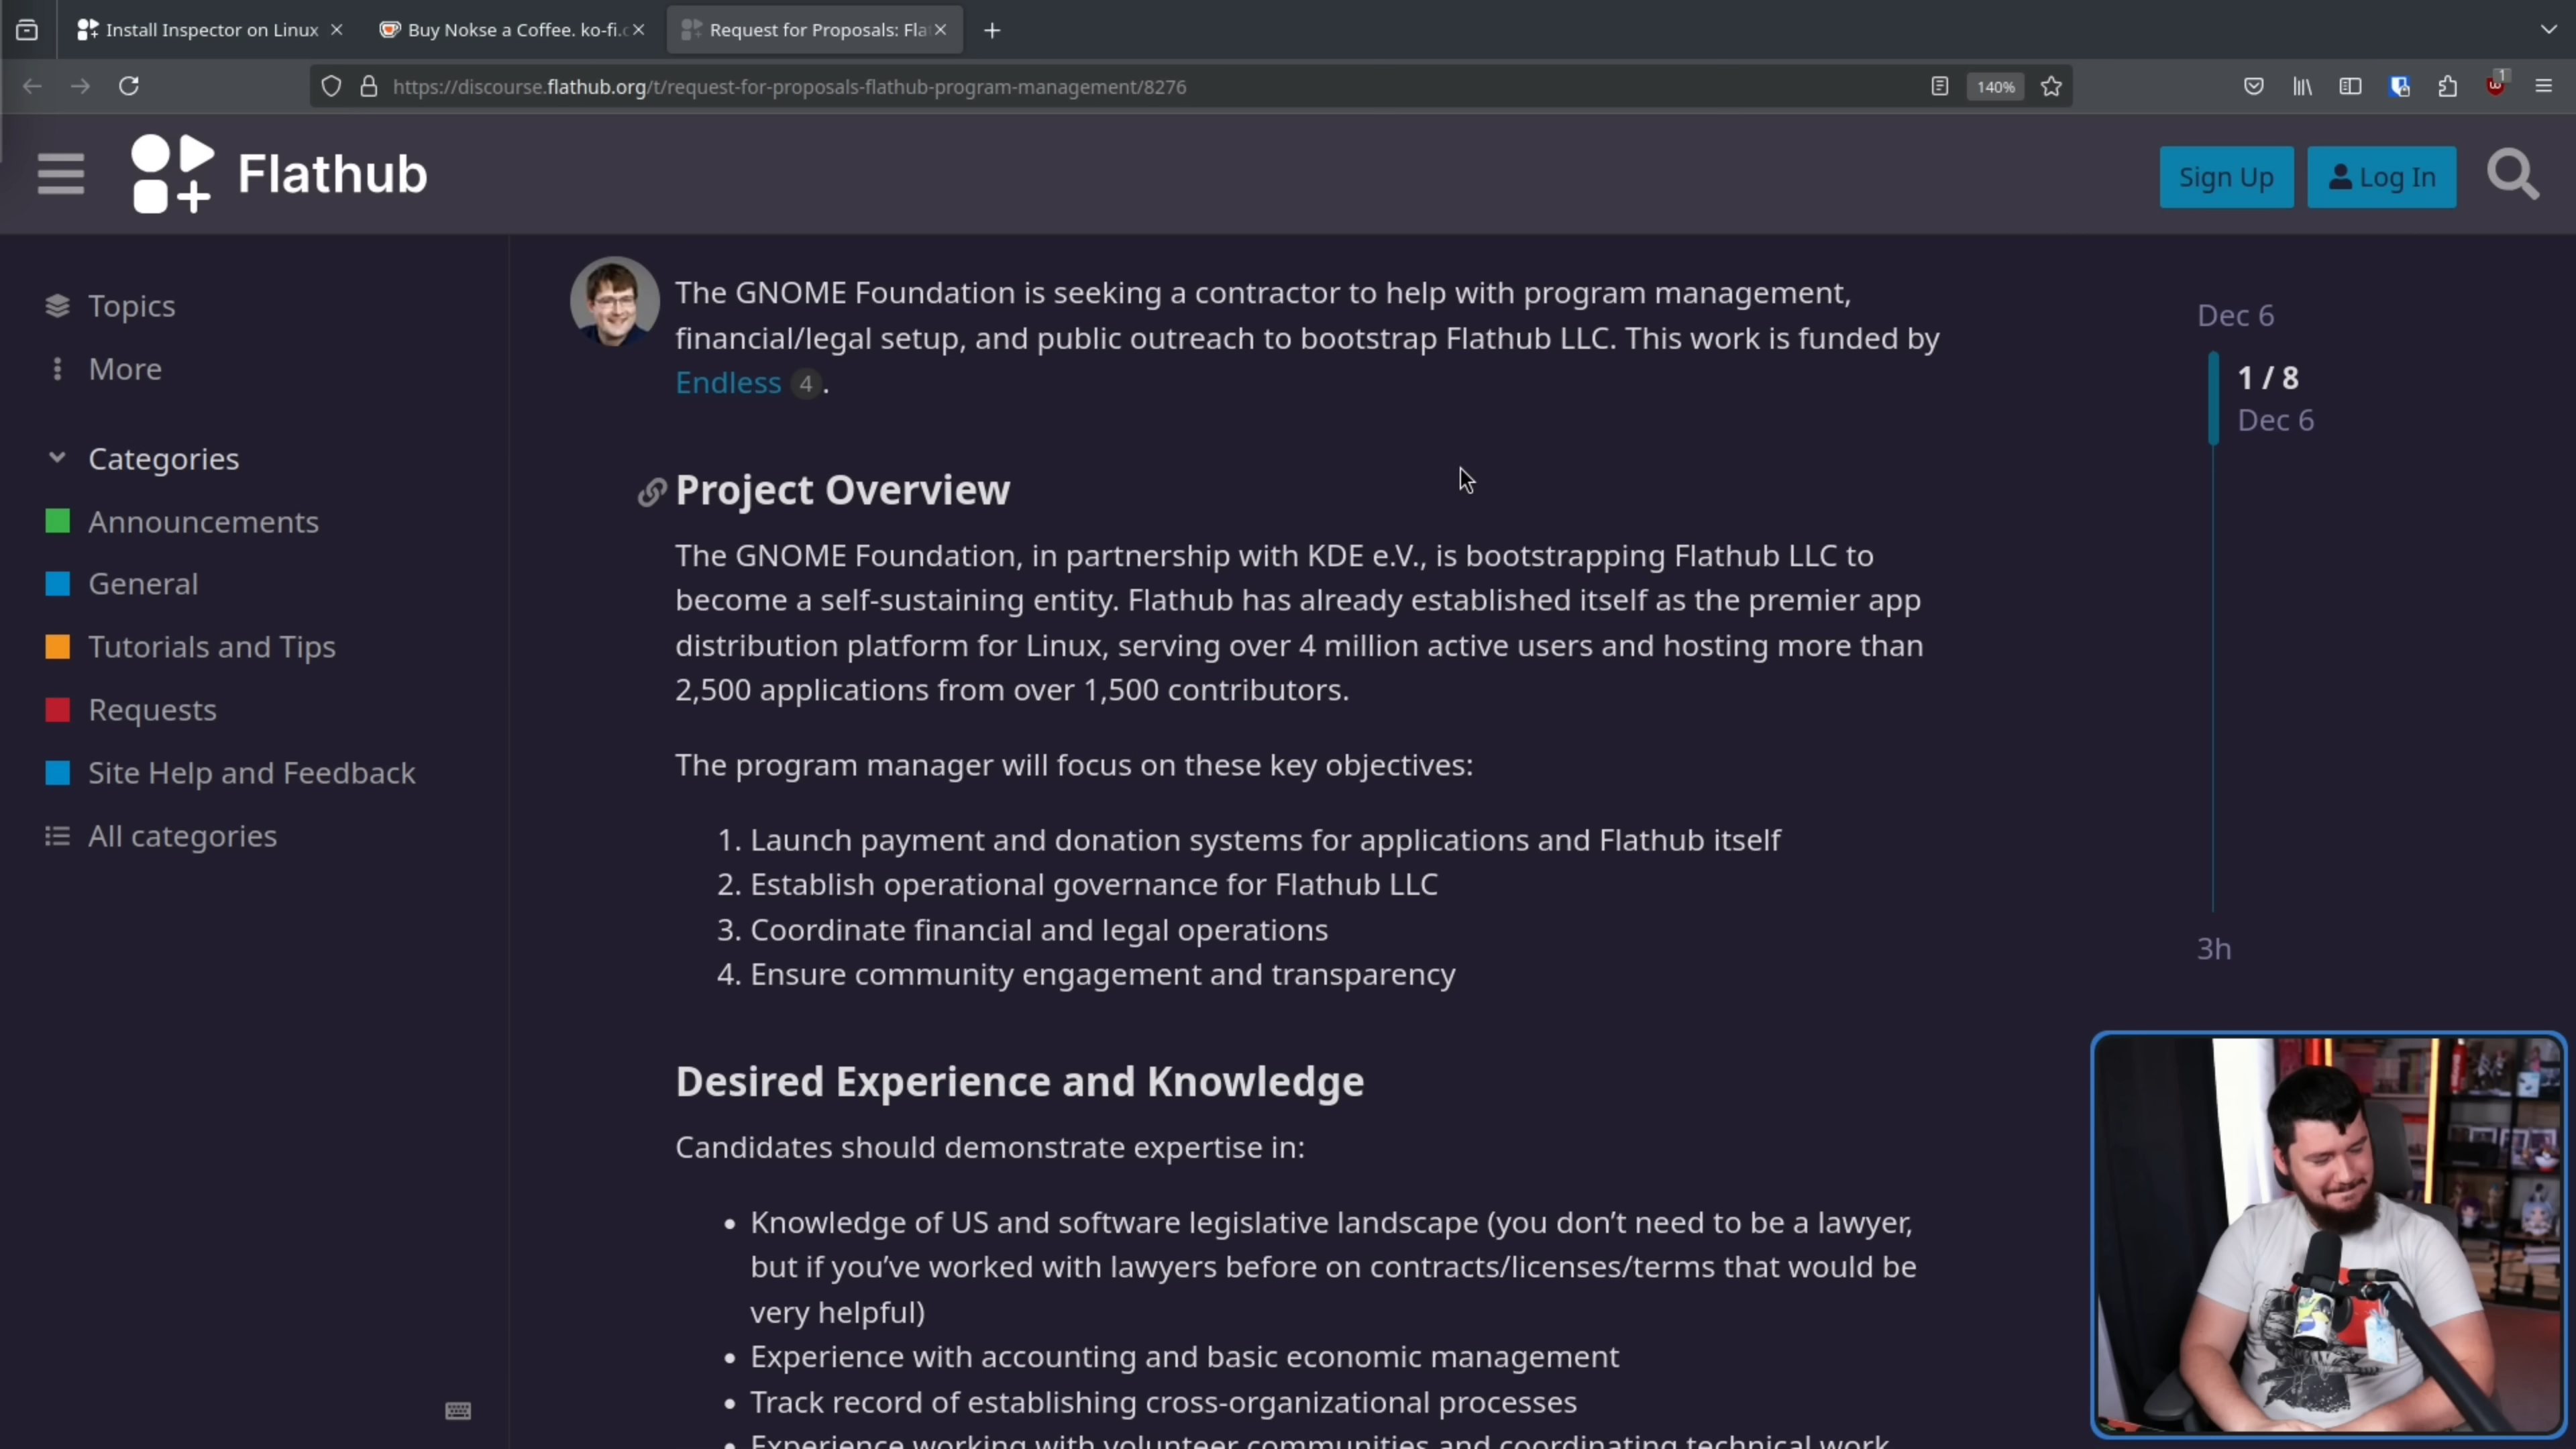 Install Inspector on Linux
Buy Nokse a Coffee. ko-fi.c
Request for Proposals: Fla
https://discourse.flathub.org/t/request-for-proposals-flathub-program-management/8276
140%
1
Flathub
Sign Up
Log In
Topics
More
Categories
Announcements
General
Tutorials and Tips
Requests
Site Help and Feedback
All categories
The GNOME Foundation is seeking a contractor to help with program management,
financial/legal setup, and public outreach to bootstrap Flathub LLC. This work is funded by
Endless 4 .
Project Overview
The GNOME Foundation, in partnership with KDE e.V., is bootstrapping Flathub LLC to
become a self-sustaining entity. Flathub has already established itself as the premier app
distribution platform for Linux, serving over 4 million active users and hosting more than
2,500 applications from over 1,500 contributors.
The program manager will focus on these key objectives:
1. Launch payment and donation systems for applications and Flathub itself
2. Establish operational governance for Flathub LLC
3. Coordinate financial and legal operations
4. Ensure community engagement and transparency
Desired Experience and Knowledge
Candidates should demonstrate expertise in:
• Knowledge of US and software legislative landscape (you don’t need to be a lawyer,
but if you’ve worked with lawyers before on contracts/licenses/terms that would be
very helpful)
• Experience with accounting and basic economic management
• Track record of establishing cross-organizational processes
• Experience working with volunteer communities and coordinating technical work
Dec 6
1 / 8
Dec 6
3h